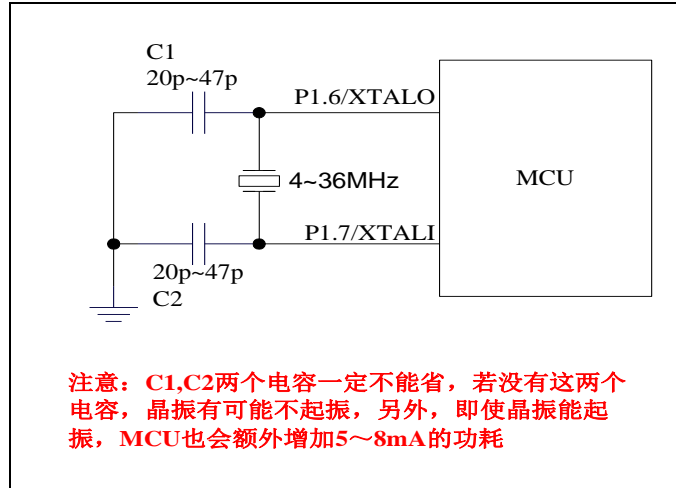 C1
20p~47p
P1.6/XTALO
4~36MHz
MCU
P1.7/XTALI
20p~47p
C2
注意：C1,C2两个电容一定不能省，若没有这两个
电容，晶振有可能不起振，另外，即使晶振能起
振，MCU也会额外增加5～8mA的功耗